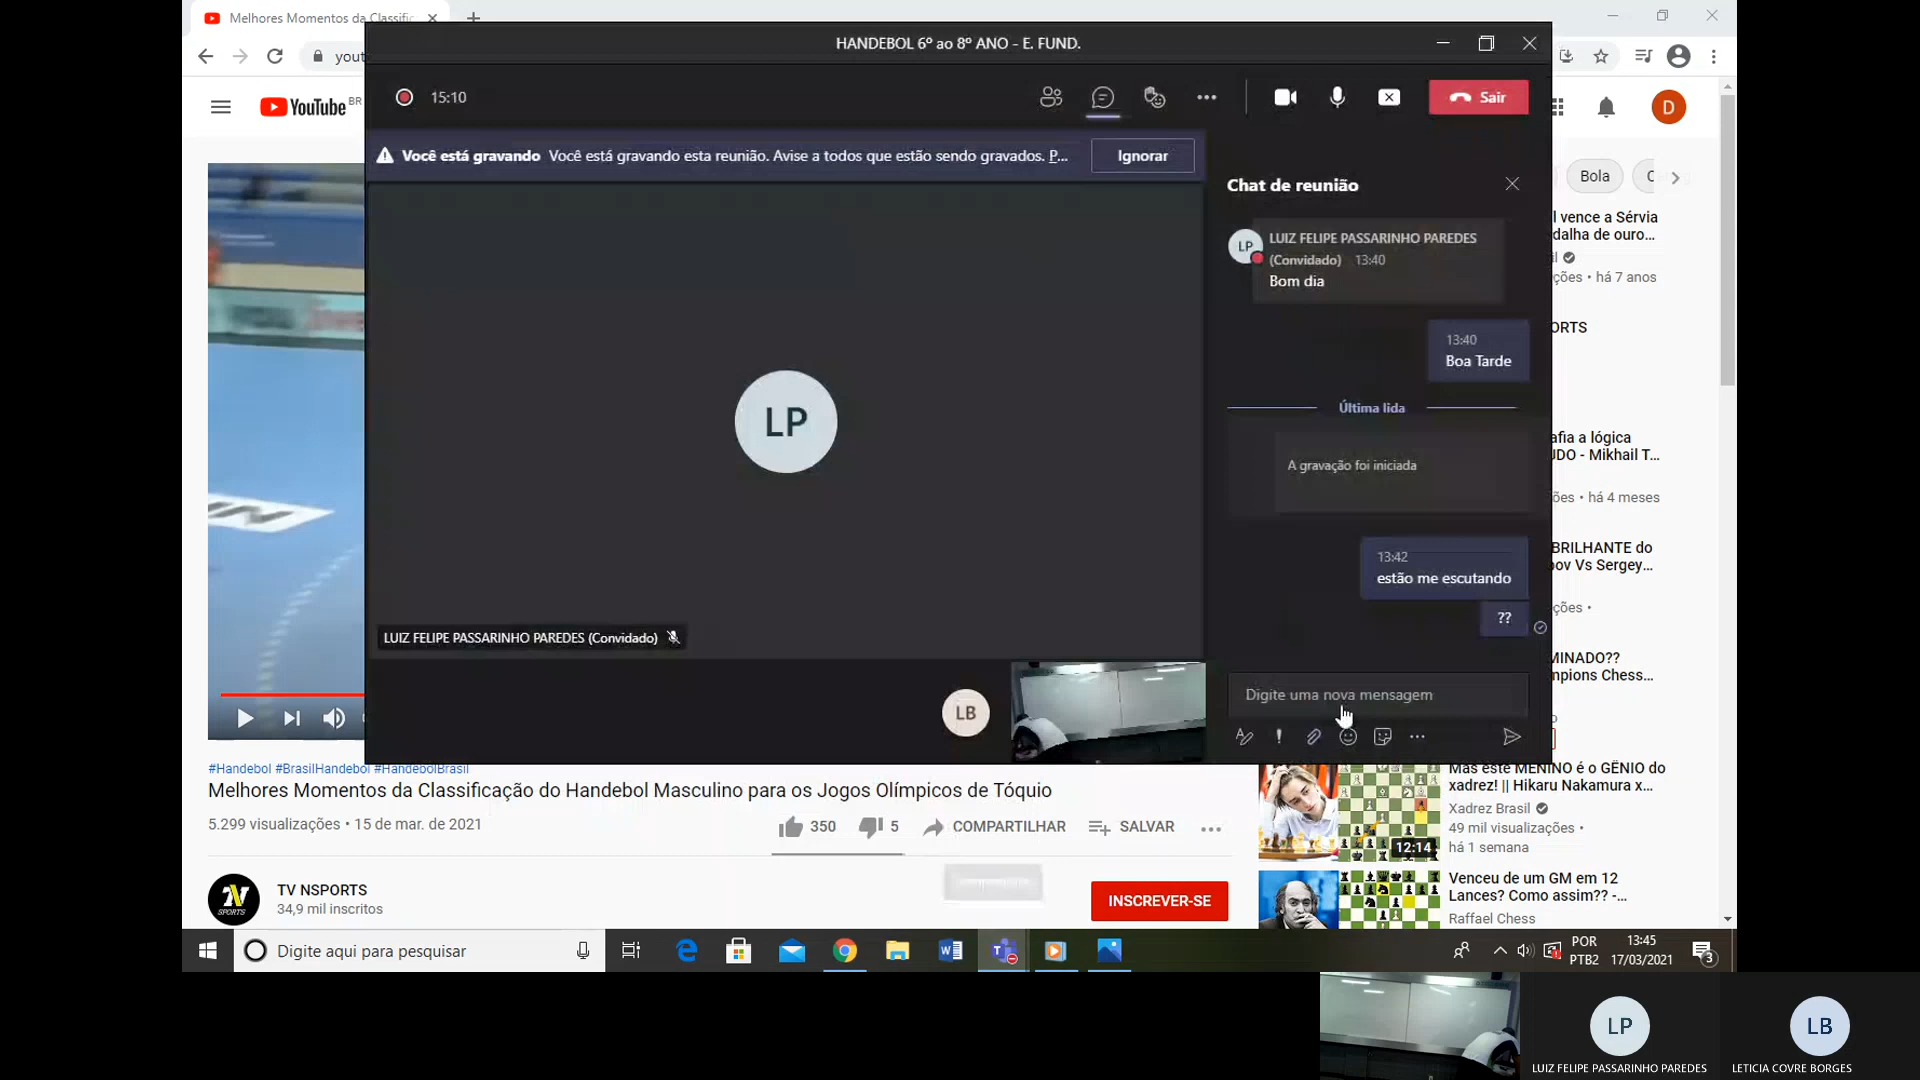 Melhores Momentos da Classific
HANDEBOL 6º ao 8º ANO - E. FUND.
yout
15:10
Sair
YouTube BR
D
Você está gravando Você está gravando esta reunião. Avise a todos que estão sendo gravados. P...
Ignorar
Chat de reunião
Bola
LP
LUIZ FELIPE PASSARINHO PAREDES
(Convidado) 13:40
Bom dia
13:40
Boa Tarde
Última lida
A gravação foi iniciada
13:42
estão me escutando
??
LP
LUIZ FELIPE PASSARINHO PAREDES (Convidado)
LB
Digite uma nova mensagem
l vence a Sérvia
dalha de ouro...
ções • há 7 anos
ORTS
afia a lógica
JDO - Mikhail T...
ões • há 4 meses
BRILHANTE do
ov Vs Sergey...
ções •
MINADO??
mpions Chess...
#Handebol #BrasilHandebol #HandebolBrasil
Melhores Momentos da Classificação do Handebol Masculino para os Jogos Olímpicos de Tóquio
5.299 visualizações • 15 de mar. de 2021
350
5
COMPARTILHAR
SALVAR
TV NSPORTS
34,9 mil inscritos
INSCREVER-SE
Mas este MENINO é o GÊNIO do
xadrez! || Hikaru Nakamura x...
Xadrez Brasil
49 mil visualizações •
há 1 semana
12:14
Venceu de um GM em 12
Lances? Como assim?? -...
Raffael Chess
Digite aqui para pesquisar
POR
PTB2
13:45
17/03/2021
3
LP
LUIZ FELIPE PASSARINHO PAREDES
LB
LETICIA COVRE BORGES